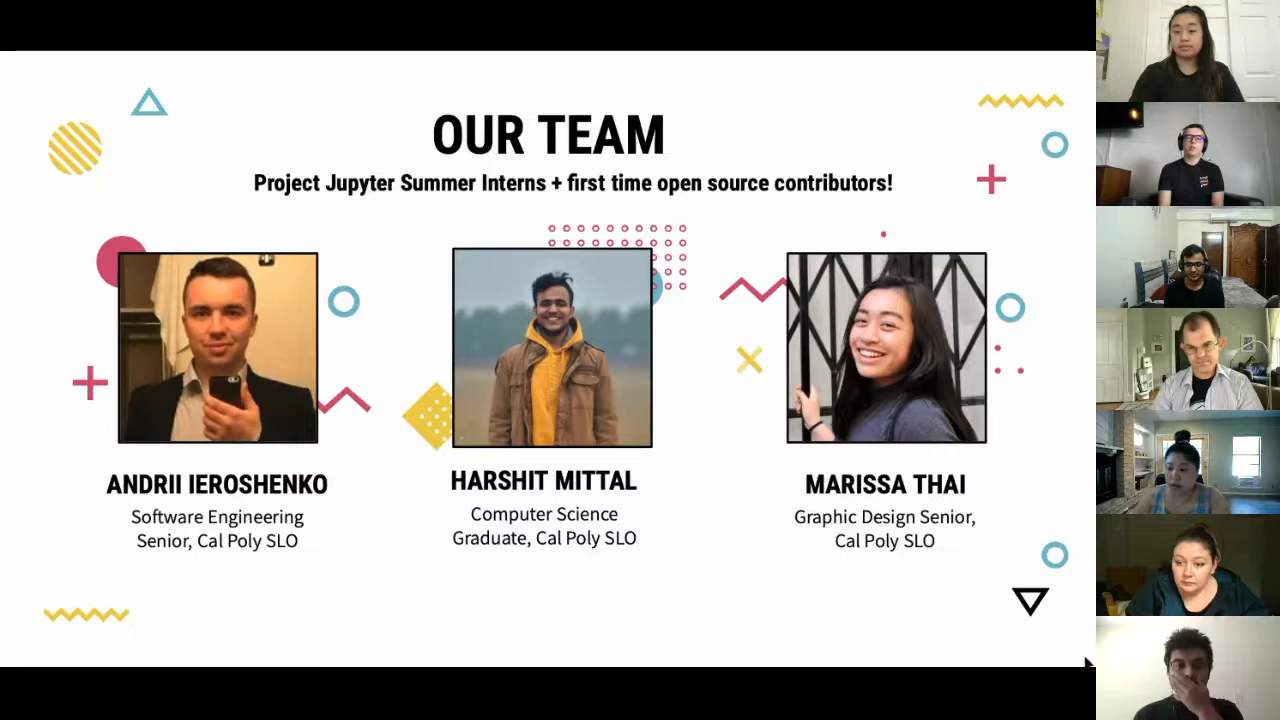 OUR TEAM
Project Jupyter Summer Interns + first time open source contributors!
ANDRII IEROSHENKO
Software Engineering
Senior, Cal Poly SLO
HARSHIT MITTAL
Computer Science
Graduate, Cal Poly SLO
MARISSA THAI
Graphic Design Senior,
Cal Poly SLO